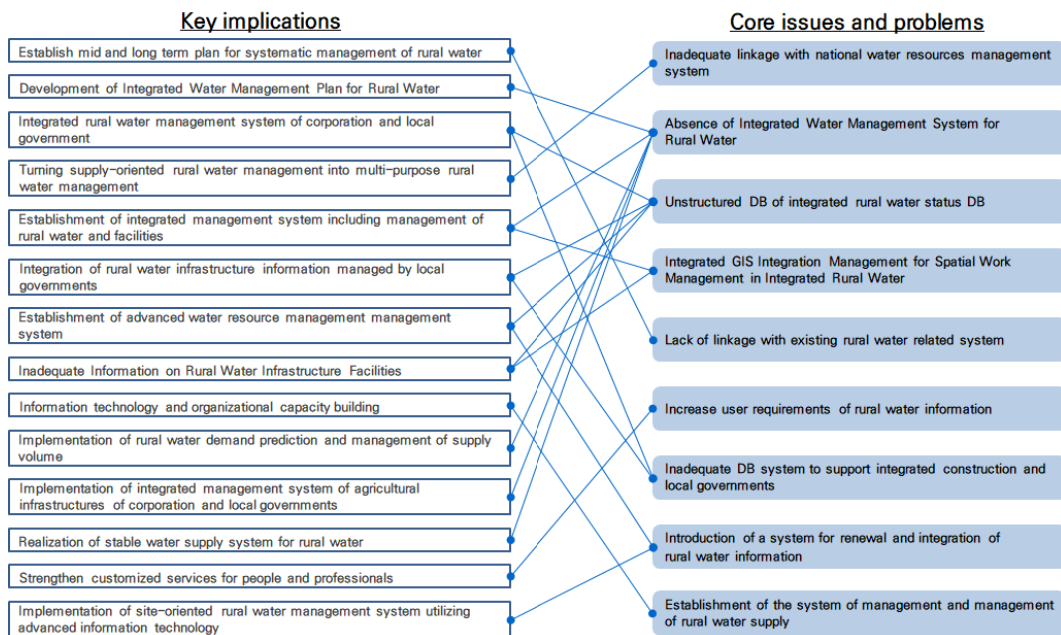 Key implications
Establish mid and long term plan for systematic management of rural water
Development of Integrated Water Management Plan for Rural Water
Integrated rural water management system of corporation and local
government
Turning supply-oriented rural water management into multi-purpose rural
water management
Establishment of integrated management system including management of
rural water and facilities
Integration of rural water infrastructure information managed by local
governments
Establishment of advanced water resource management management
system
Inadequate Information on Rural Water Infrastructure Facilities
Information technology and organizational capacity building
Implementation of rural water demand prediction and management of supply
volume
Implementation of integrated management system of agricultural
infrastructures of corporation and local governments
Realization of stable water supply system for rural water
Strengthen customized services for people and professionals
Implementation of site-oriented rural water management system utilizing
advanced information technology
Core issues and problems
Inadequate linkage with national water resources management
system
Absence of Integrated Water Management System for
Rural Water
Unstructured DB of integrated rural water status DB
Integrated GIS Integration Management for Spatial Work
Management in Integrated Rural Water
Lack of linkage with existing rural water related system
Increase user requirements of rural water information
Inadequate DB system to support integrated construction and
local governments
Introduction of a system for renewal and integration of
rural water information
Establishment of the system of management and management
of rural water supply